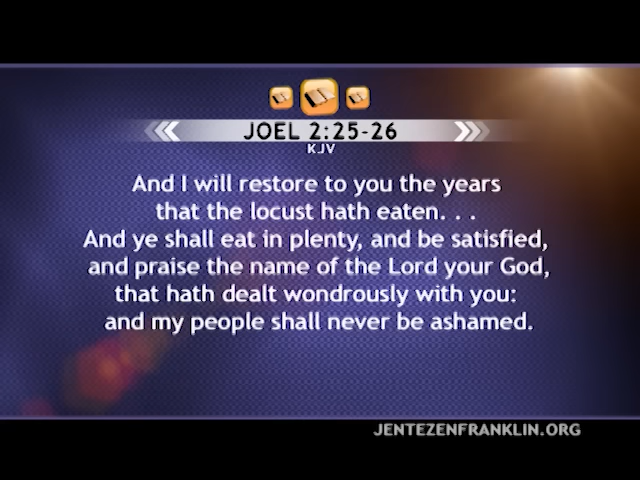 JOEL 2:25-26
KJV
And I will restore to you the years
that the locust hath eaten. . .
And ye shall eat in plenty, and be satisfied,
and praise the name of the Lord your God,
that hath dealt wondrously with you:
and my people shall never be ashamed.
JENTEZENFRANKLIN.ORG